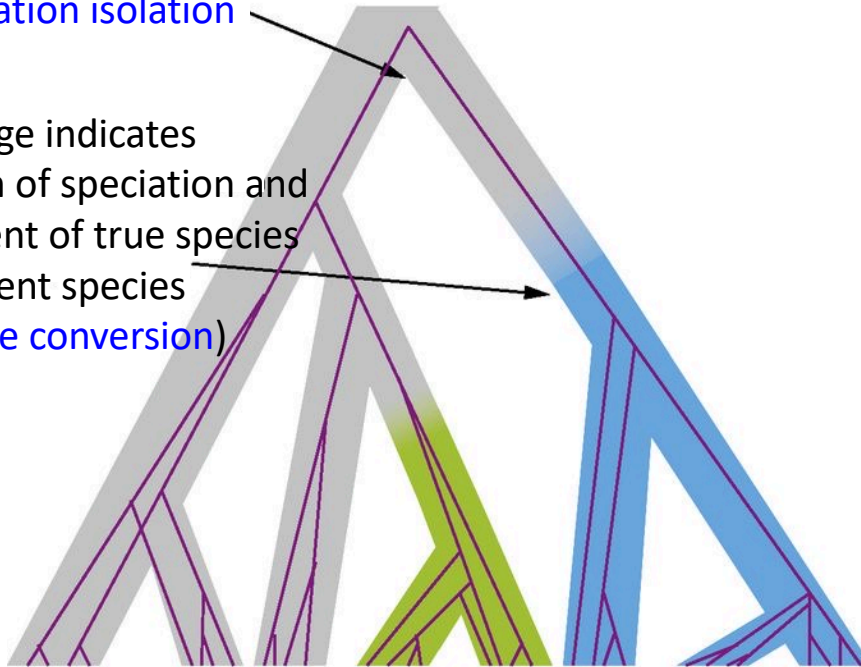 ation isolation
ge indicates
of speciation and
ent of true species
ent species
e conversion)